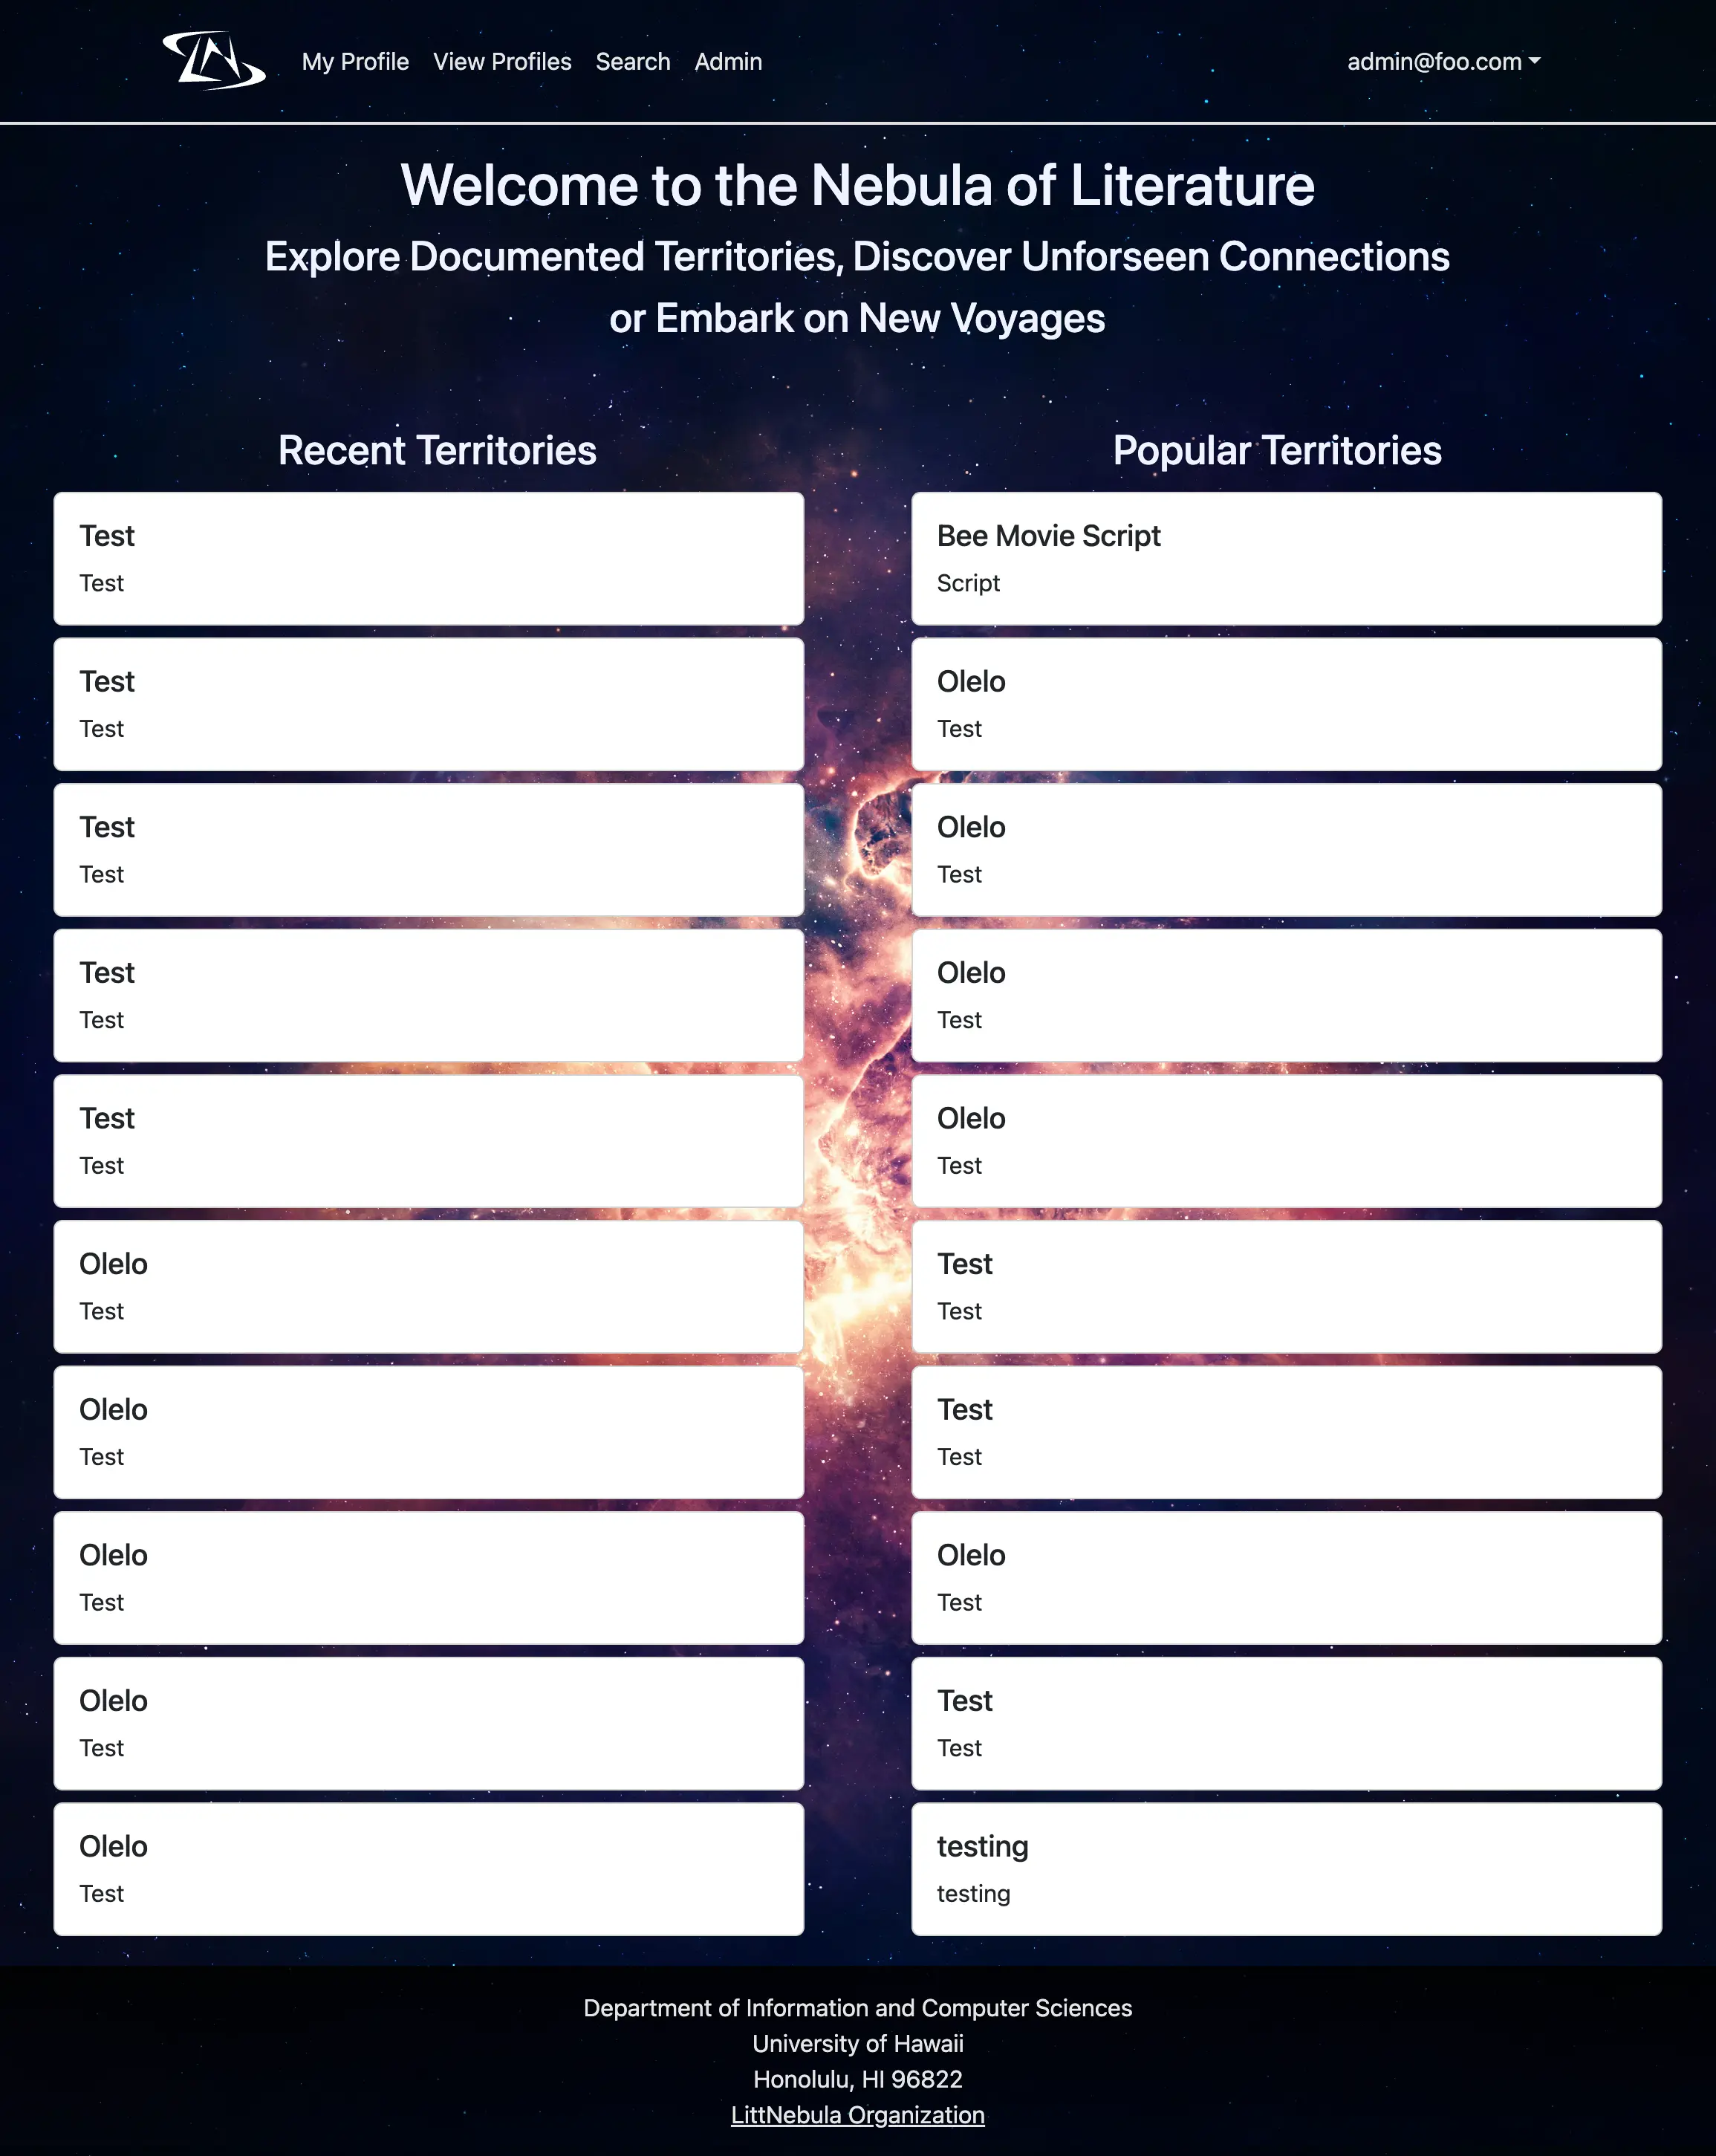 My Profile View Profiles Search Admin admin@foo.com
Welcome to the Nebula of Literature
Explore Documented Territories, Discover Unforseen Connections
or Embark on New Voyages
Recent Territories
Test
Test
Test
Test
Test
Test
Test
Test
Test
Test
Olelo
Test
Olelo
Test
Olelo
Test
Olelo
Test
Olelo
Test
Popular Territories
Bee Movie Script
Script
Olelo
Test
Olelo
Test
Olelo
Test
Olelo
Test
Test
Test
Test
Test
Olelo
Test
Test
Test
testing
testing
Department of Information and Computer Sciences
University of Hawaii
Honolulu, HI 96822
LittNebula Organization